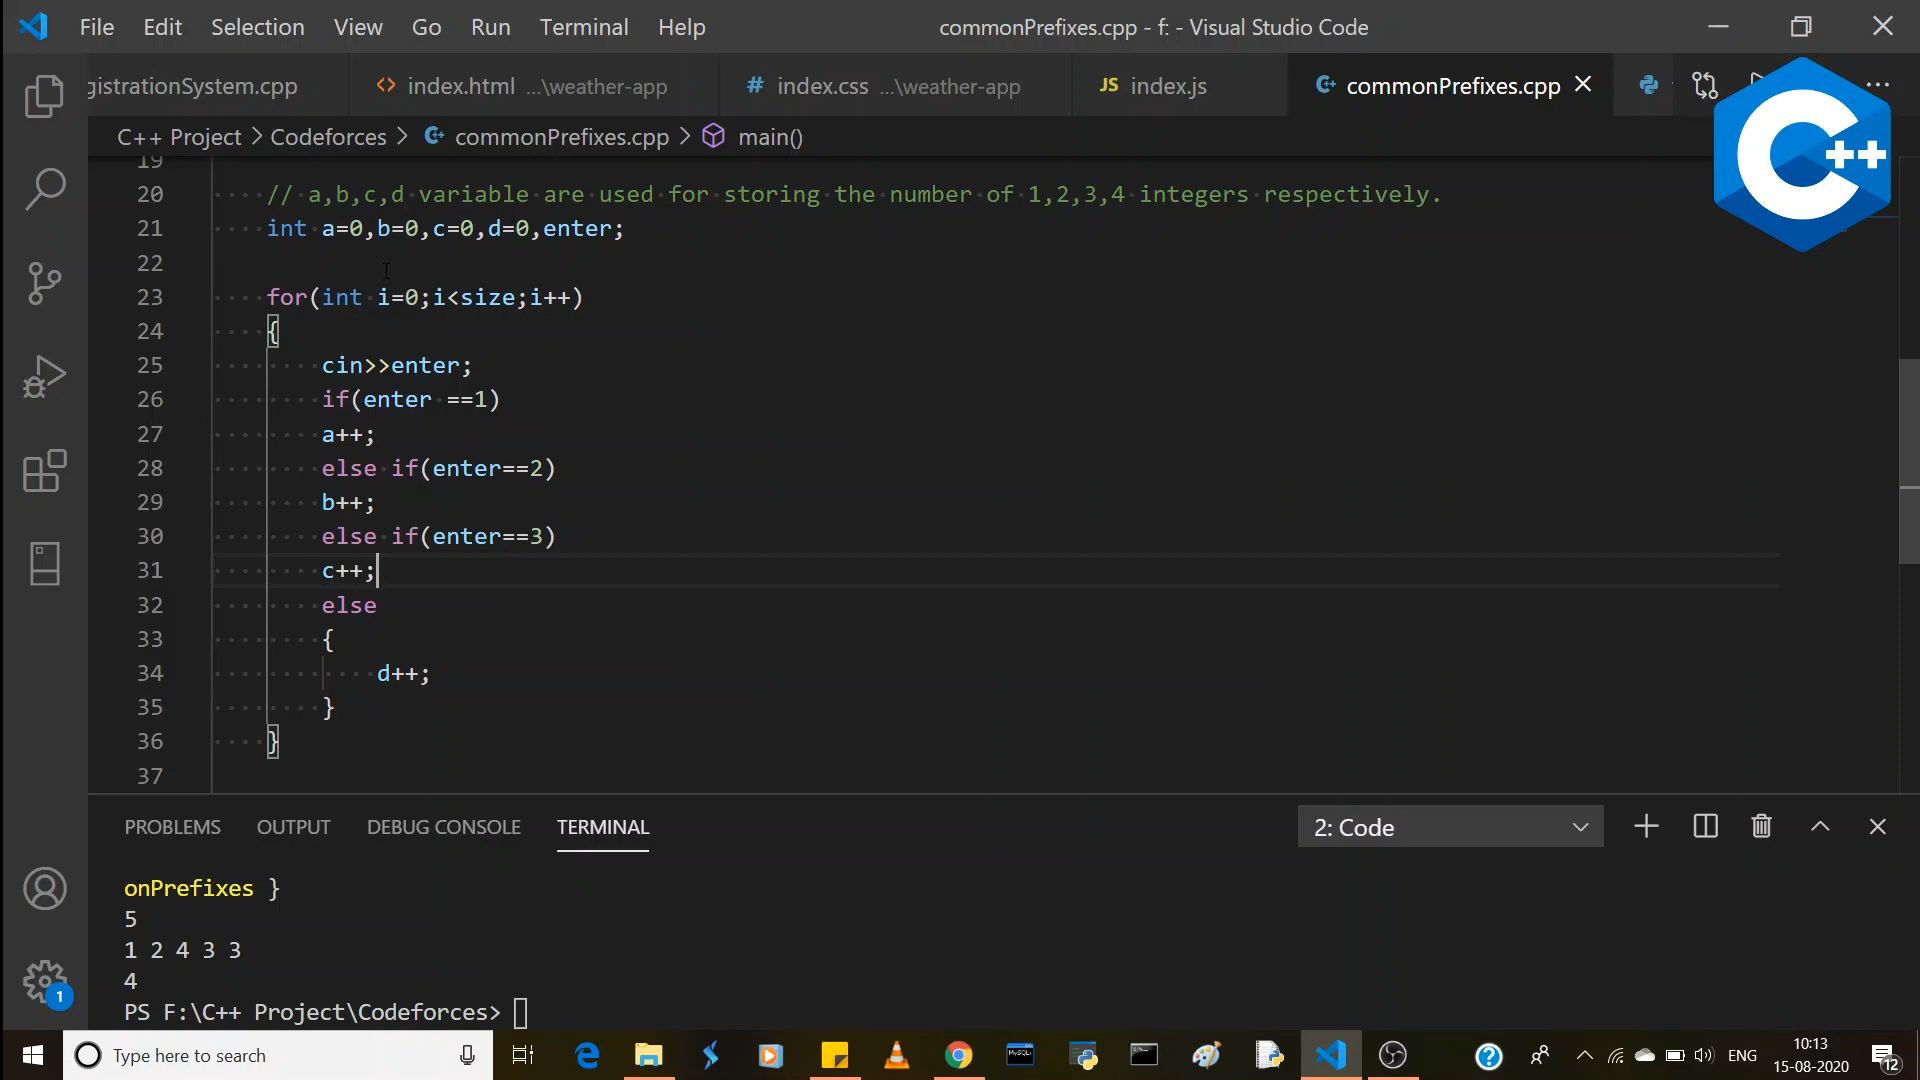 File Edit Selection View Go Run Terminal Help commonPrefixes.cpp - f: - Visual Studio Code
gistrationSystem.cpp <> index.html ...\weather-app # index.css ...\weather-app JS index.js commonPrefixes.cpp
C++ Project > Codeforces > commonPrefixes.cpp > main()
C++
19
20 // a,b,c,d variable are used for storing the number of 1,2,3,4 integers respectively.
21 int a=0,b=0,c=0,d=0,enter;
22
23 for(int i=0;i<size;i++)
24 {
25 cin>>enter;
26 if(enter ==1)
27 a++;
28 else if(enter==2)
29 b++;
30 else if(enter==3)
31 c++;
32 else
33 {
34 d++;
35 }
36 }
37
PROBLEMS OUTPUT DEBUG CONSOLE TERMINAL 2: Code
onPrefixes }
5
1 2 4 3 3
4
PS F:\C++ Project\Codeforces>
1
Type here to search MySQL ENG 10:13
15-08-2020 12